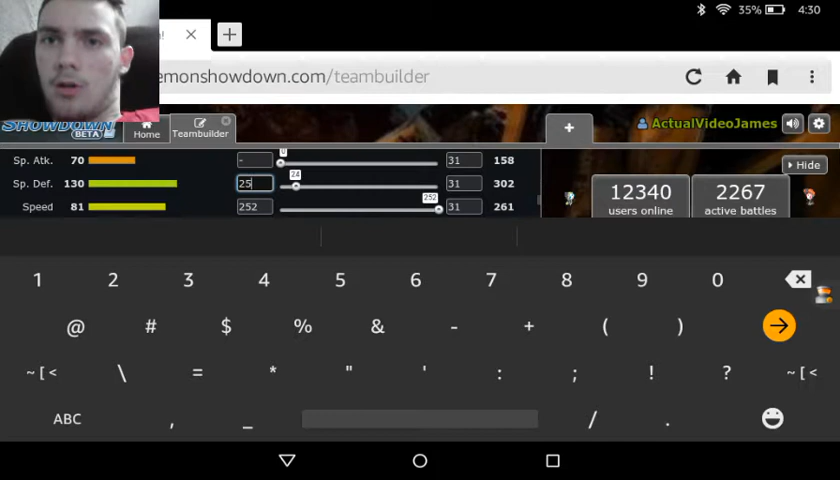 35% 4:30
n!
emonshowdown.com/teambuilder
SHOWDOWN!
BETA
Home
Teambuilder
ActualVideoJames
Sp. Atk. 70 - 0 31 158
Sp. Def. 130 25 24 31 302
Speed 81 252 252 31 261
Hide
12340
users online
2267
active battles
1 2 3 4 5 6 7 8 9 0
@ # $ % & - + ( )
~ [ < \ = * " ' : ; ! ? ~ [ <
ABC , _ / .